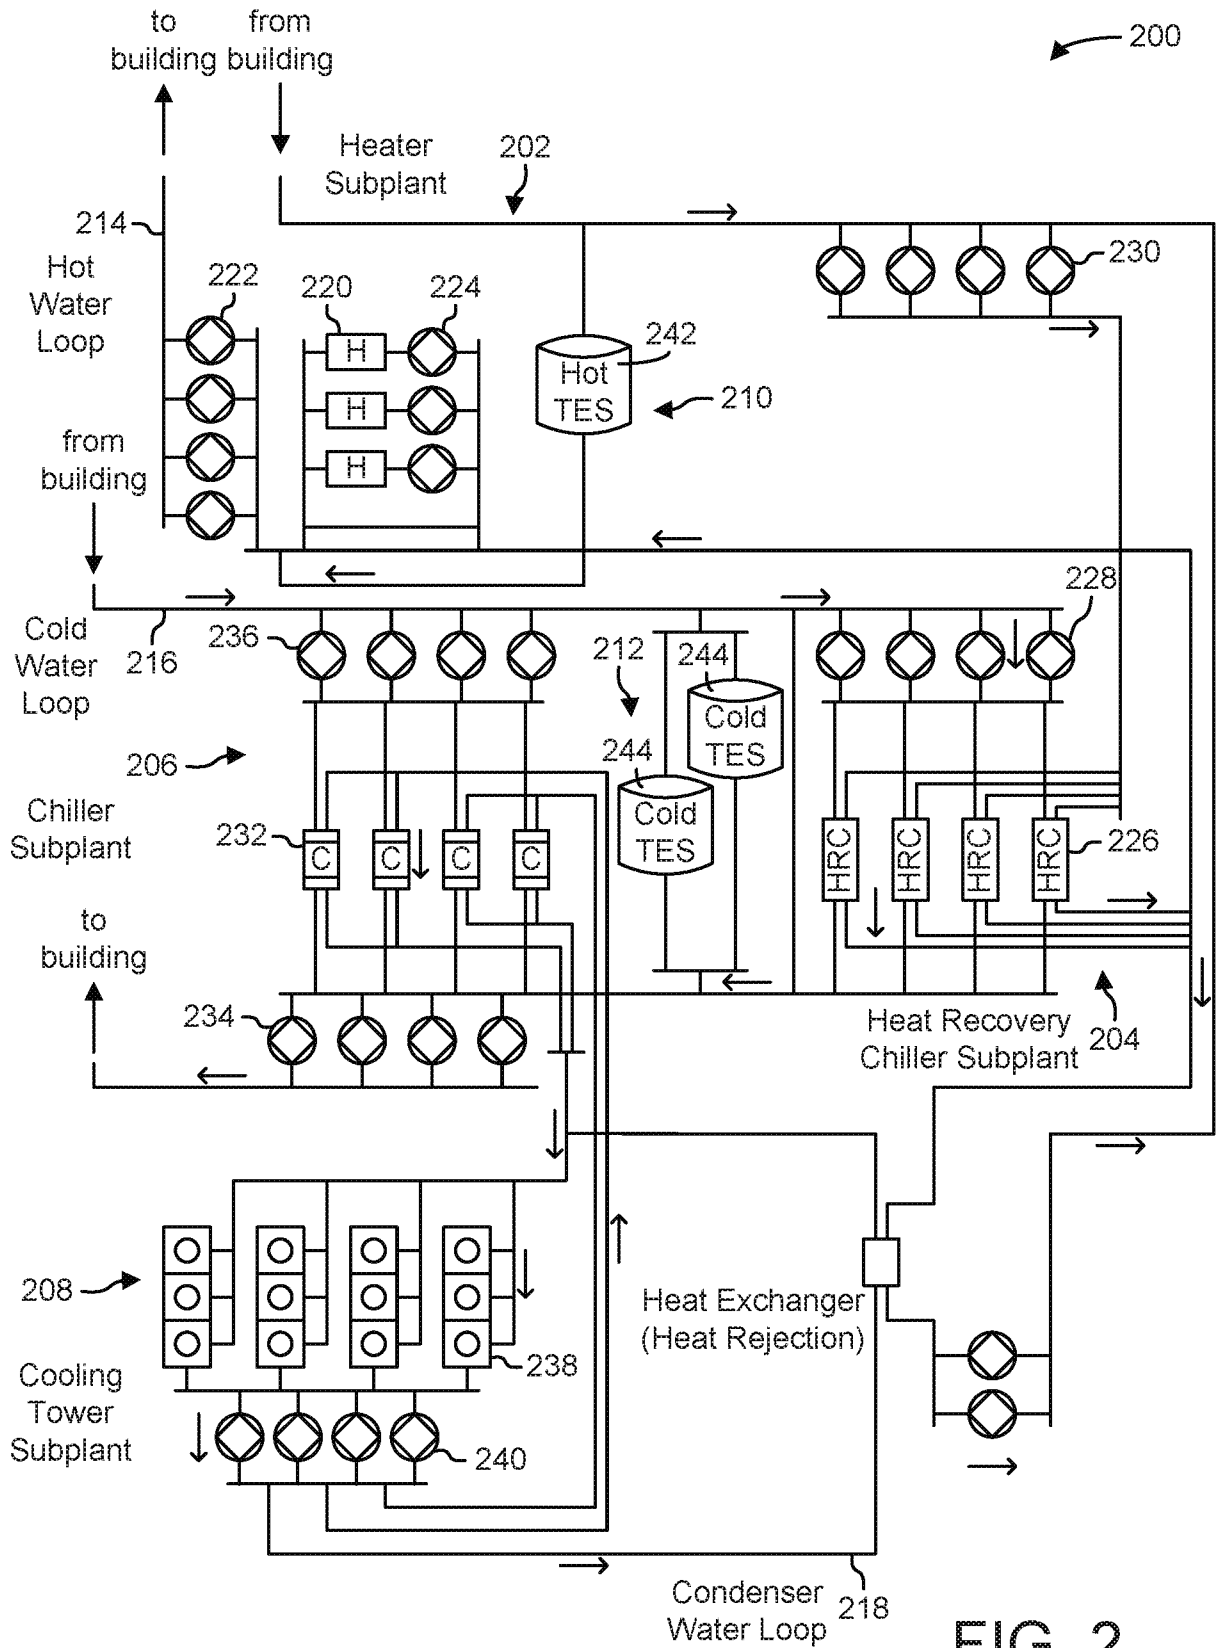 to
building
from
building
200
Heater
Subplant
202
214
Hot
Water
Loop
222
220
224
230
H
H
H
Hot
TES
242
210
from
building
Cold
Water
Loop
216
236
212
244
Cold
TES
244
Cold
TES
228
206
Chiller
Subplant
232
C
C
C
C
HRC
HRC
HRC
HRC
226
to
building
234
Heat Recovery
Chiller Subplant
204
208
Cooling
Tower
Subplant
238
240
Heat Exchanger
(Heat Rejection)
Condenser
Water Loop
218
FIG. 2